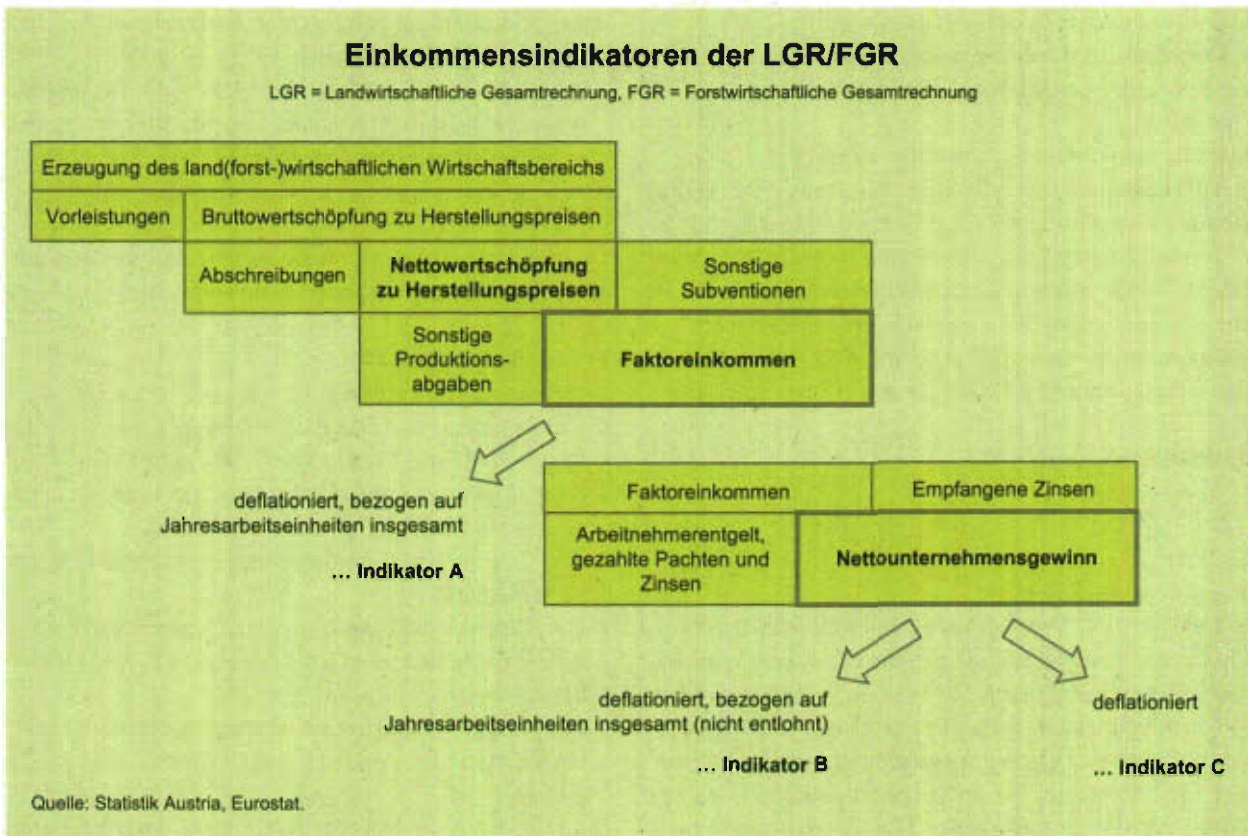 Einkommensindikatoren der LGR/FGR
LGR = Landwirtschaftliche Gesamtrechnung, FGR = Forstwirtschaftliche Gesamtrechnung
Erzeugung des land(forst-)wirtschaftlichen Wirtschaftsbereichs
Vorleistungen
Bruttowertschöpfung zu Herstellungspreisen
Abschreibungen
Nettowertschöpfung
zu Herstellungspreisen
Sonstige
Subventionen
Sonstige
Produktions-
abgaben
Faktoreinkommen
deflationiert, bezogen auf
Jahresarbeitseinheiten insgesamt
... Indikator A
Faktoreinkommen
Empfangene Zinsen
Arbeitnehmerentgelt,
gezahlte Pachten und
Zinsen
Nettounternehmensgewinn
deflationiert, bezogen auf
Jahresarbeitseinheiten insgesamt (nicht entlohnt)
... Indikator B
deflationiert
... Indikator C
Quelle: Statistik Austria, Eurostat.